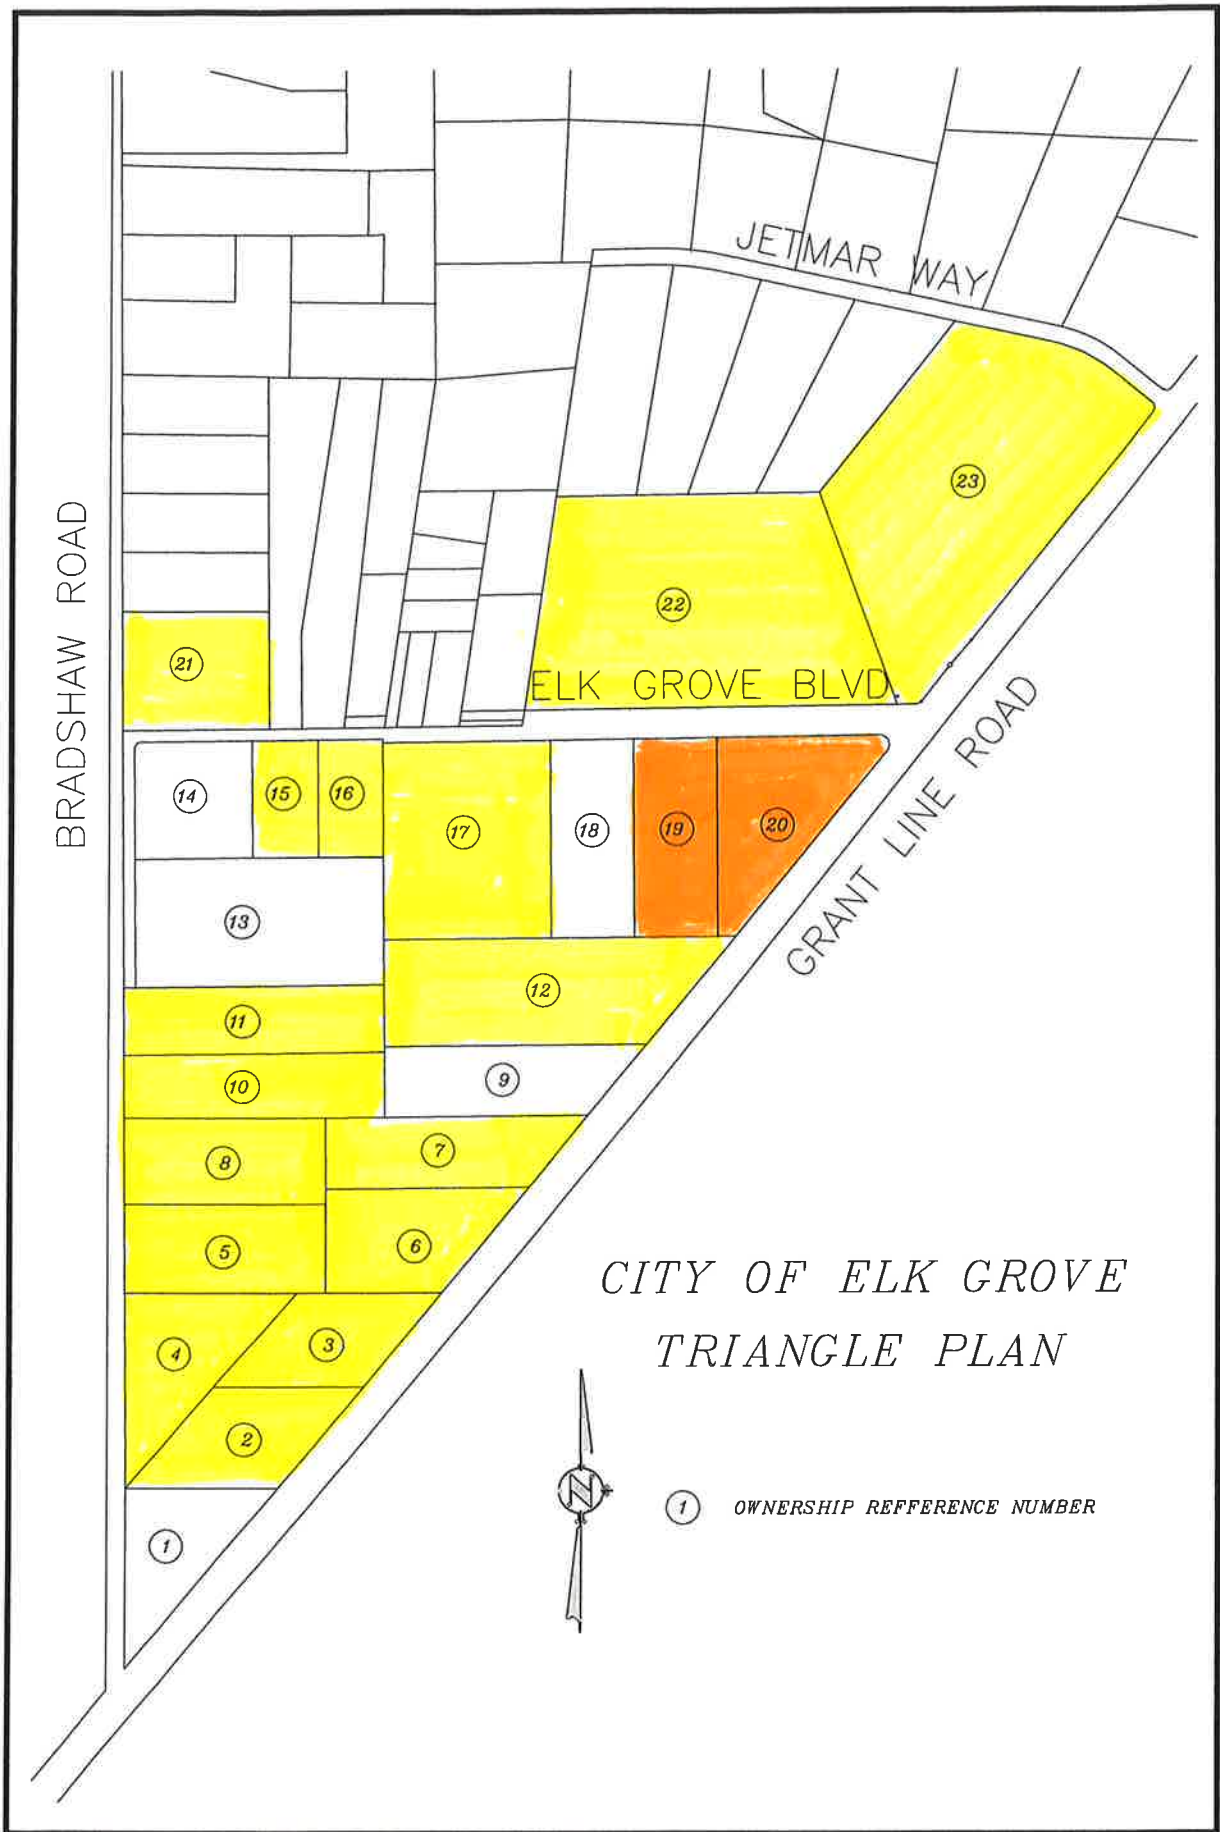 JETMAR WAY
23
BRADSHAW ROAD
22
21
ELK GROVE BLVD
GRANT LINE ROAD
14
15
16
17
18
19
20
13
12
11
10
9
8
7
5
6
4
3
2
1
CITY OF ELK GROVE
TRIANGLE PLAN
N
1 OWNERSHIP REFFERENCE NUMBER